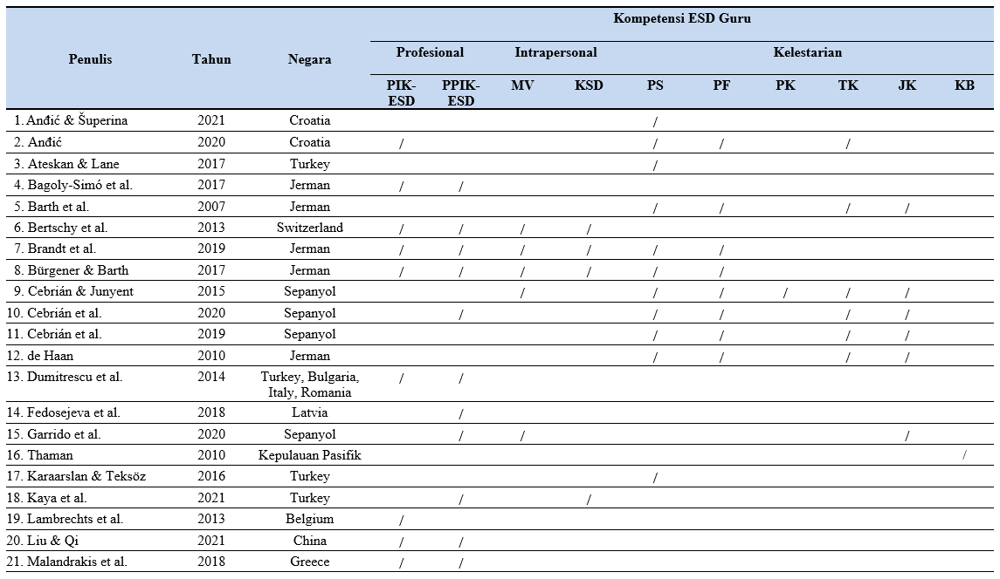 Kompetensi ESD Guru
Penulis Tahun Negara Profesional Intrapersonal Kelestarian
PIK-ESD PPIK-ESD MV KSD PS PF PK TK JK KB
1. Anđić & Šuperina 2021 Croatia /
2. Anđić 2020 Croatia / / / /
3. Ateskan & Lane 2017 Turkey /
4. Bagoly-Simó et al. 2017 Jerman / /
5. Barth et al. 2007 Jerman / / / /
6. Bertschy et al. 2013 Switzerland / / / /
7. Brandt et al. 2019 Jerman / / / / / /
8. Bürgener & Barth 2017 Jerman / / / / / /
9. Cebrián & Junyent 2015 Sepanyol / / / / / /
10. Cebrián et al. 2020 Sepanyol / / / / /
11. Cebrián et al. 2019 Sepanyol / / / /
12. de Haan 2010 Jerman / / / /
13. Dumitrescu et al. 2014 Turkey, Bulgaria, / /
Italy, Romania
14. Fedosejeva et al. 2018 Latvia /
15. Garrido et al. 2020 Sepanyol / / /
16. Thaman 2010 Kepulauan Pasifik /
17. Karaarslan & Teksöz 2016 Turkey /
18. Kaya et al. 2021 Turkey / /
19. Lambrechts et al. 2013 Belgium /
20. Liu & Qi 2021 China / /
21. Malandrakis et al. 2018 Greece / /